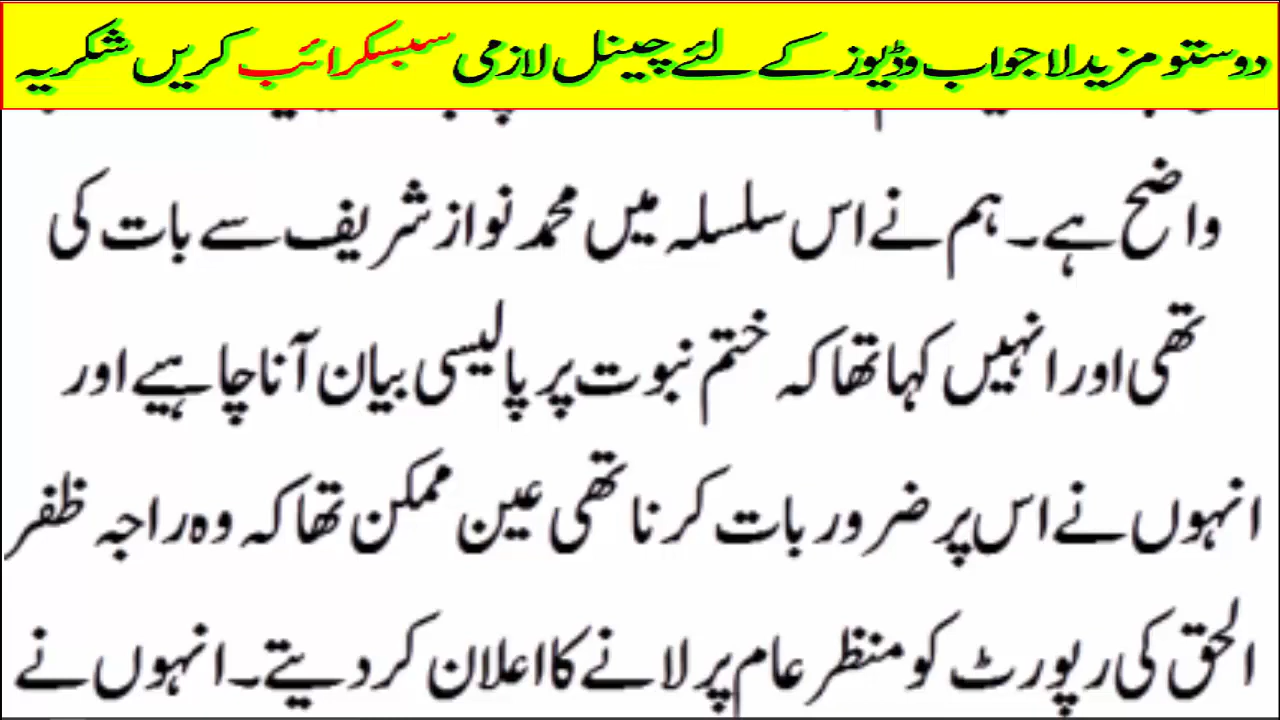 دوستو مزید لاجواب وڈیوز کے لئے چینل لازمی سبسکرائب کریں شکریہ
واضح ہے۔ ہم نے اس سلسلہ میں محمد نواز شریف سے بات کی
تھی اور انہیں کہا تھا کہ ختم نبوت پر پالیسی بیان آنا چاہیے اور
انہوں نے اس پر ضرور بات کرنا تھی عین ممکن تھا کہ وہ راجہ ظفر
الحق کی رپورٹ کو منظر عام پر لانے کا اعلان کر دیتے۔ انہوں نے